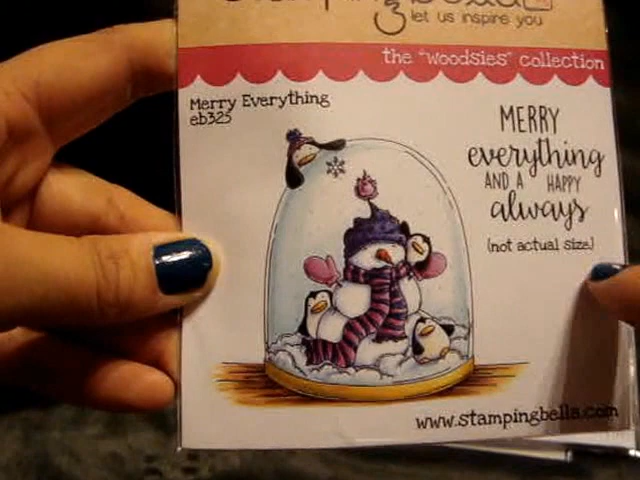 let us inspire you
the "woodsies" collection
Merry Everything
eb325
MERRY
everything
AND A HAPPY
always
(not actual size)
www.stampingbella.com